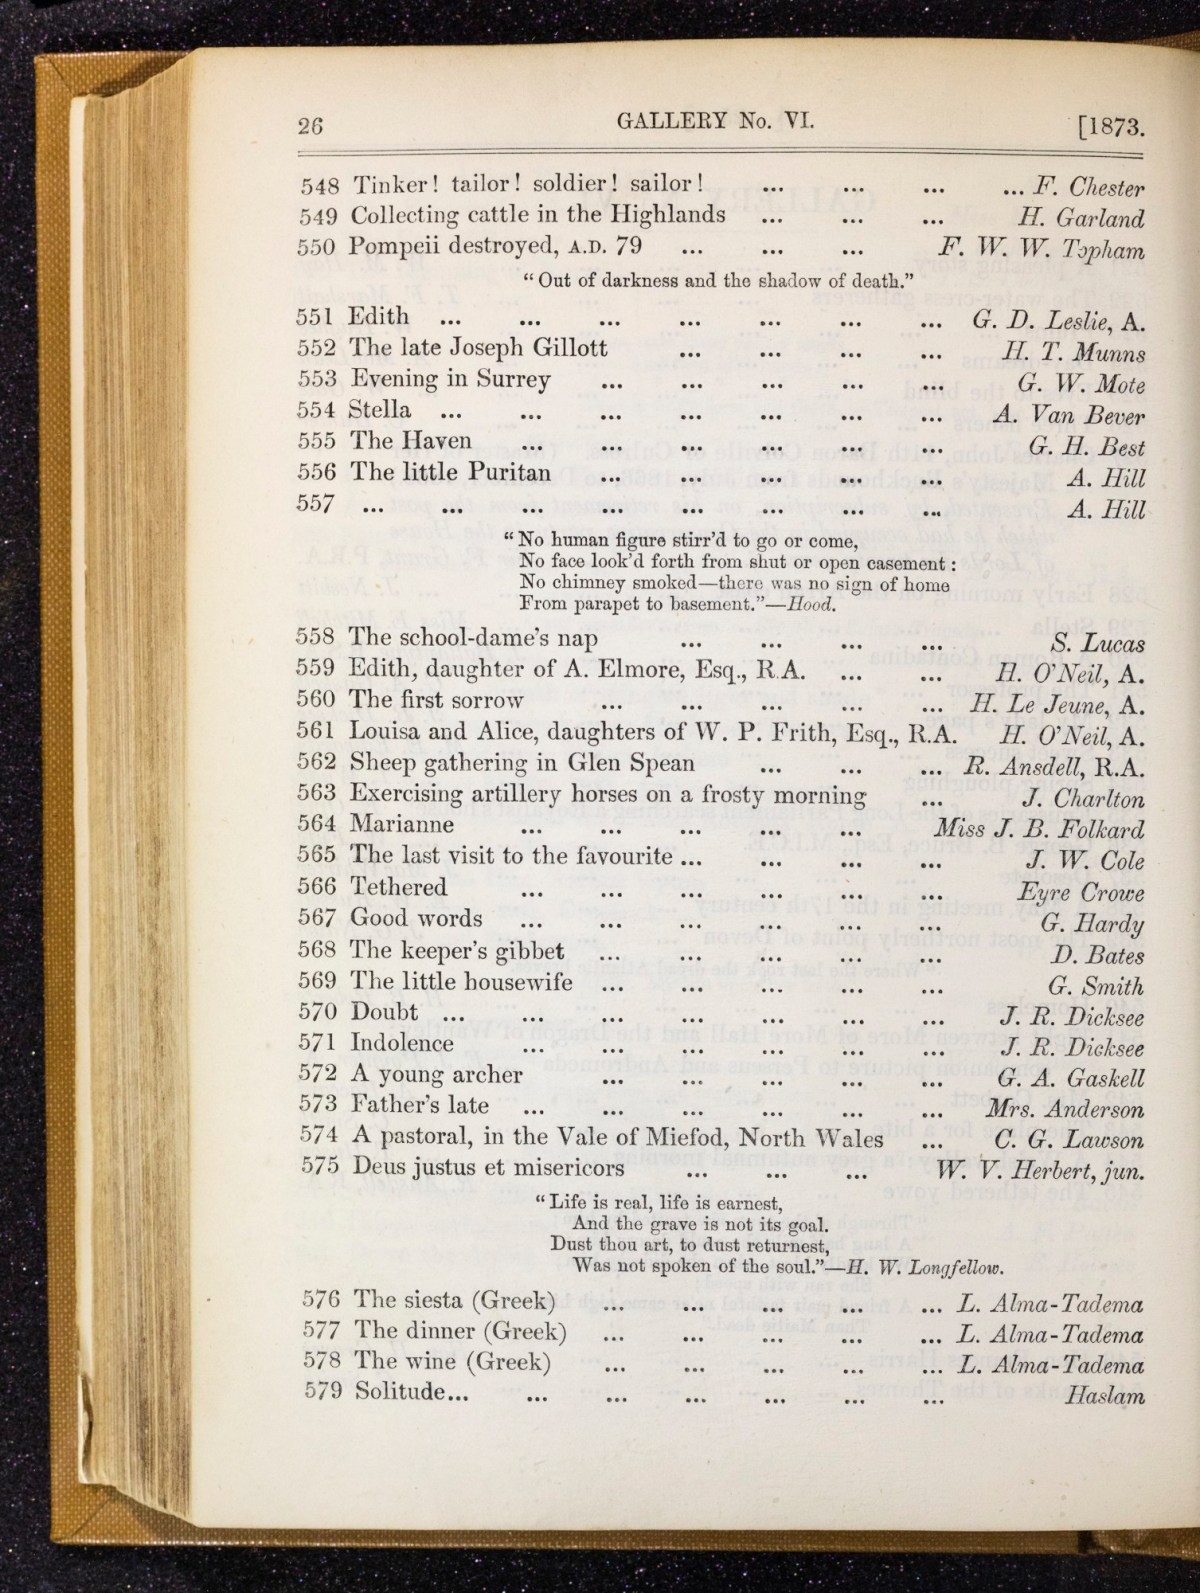 26 GALLERY No. VI. [1873.
548 Tinker! tailor! soldier! sailor! ... ... ... ... F. Chester
549 Collecting cattle in the Highlands ... ... ... H. Garland
550 Pompeii destroyed, A.D. 79 ... ... ... F. W. W. Topham
“Out of darkness and the shadow of death.”
551 Edith ... ... ... ... ... ... ... G. D. Leslie, A.
552 The late Joseph Gillott ... ... ... ... H. T. Munns
553 Evening in Surrey ... ... ... ... ... G. W. Mote
554 Stella ... ... ... ... ... ... ... A. Van Bever
555 The Haven ... ... ... ... ... ... G. H. Best
556 The little Puritan ... ... ... ... ... A. Hill
557 ... ... ... ... ... ... ... ... A. Hill
“No human figure stirr’d to go or come,
No face look’d forth from shut or open casement:
No chimney smoked—there was no sign of home
From parapet to basement.”—Hood.
558 The school-dame’s nap ... ... ... ... S. Lucas
559 Edith, daughter of A. Elmore, Esq., R.A. ... ... H. O’Neil, A.
560 The first sorrow ... ... ... ... ... H. Le Jeune, A.
561 Louisa and Alice, daughters of W. P. Frith, Esq., R.A. H. O’Neil, A.
562 Sheep gathering in Glen Spean ... ... ... R. Ansdell, R.A.
563 Exercising artillery horses on a frosty morning ... J. Charlton
564 Marianne ... ... ... ... ... Miss J. B. Folkard
565 The last visit to the favourite ... ... ... ... J. W. Cole
566 Tethered ... ... ... ... ... ... Eyre Crowe
567 Good words ... ... ... ... ... ... G. Hardy
568 The keeper’s gibbet ... ... ... ... ... D. Bates
569 The little housewife ... ... ... ... ... G. Smith
570 Doubt ... ... ... ... ... ... ... J. R. Dicksee
571 Indolence ... ... ... ... ... ... J. R. Dicksee
572 A young archer ... ... ... ... ... G. A. Gaskell
573 Father’s late ... ... ... ... ... ... Mrs. Anderson
574 A pastoral, in the Vale of Miefod, North Wales ... C. G. Lawson
575 Deus justus et misericors ... ... ... W. V. Herbert, jun.
“Life is real, life is earnest,
And the grave is not its goal.
Dust thou art, to dust returnest,
Was not spoken of the soul.”—H. W. Longfellow.
576 The siesta (Greek) ... ... ... ... ... L. Alma-Tadema
577 The dinner (Greek) ... ... ... ... ... L. Alma-Tadema
578 The wine (Greek) ... ... ... ... ... L. Alma-Tadema
579 Solitude... ... ... ... ... ... ... Haslam